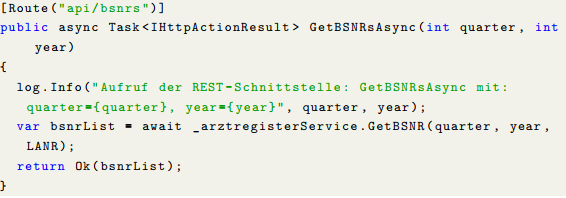 [Route("api/bsnrs")]
public async Task<IHttpActionResult> GetBSNRsAsync(int quarter, int
year)
{
log.Info("Aufruf der REST-Schnittstelle: GetBSNRsAsync mit:
quarter={quarter}, year={year}", quarter, year);
var bsnrList = await _arztregisterService.GetBSNR(quarter, year,
LANR);
return Ok(bsnrList);
}